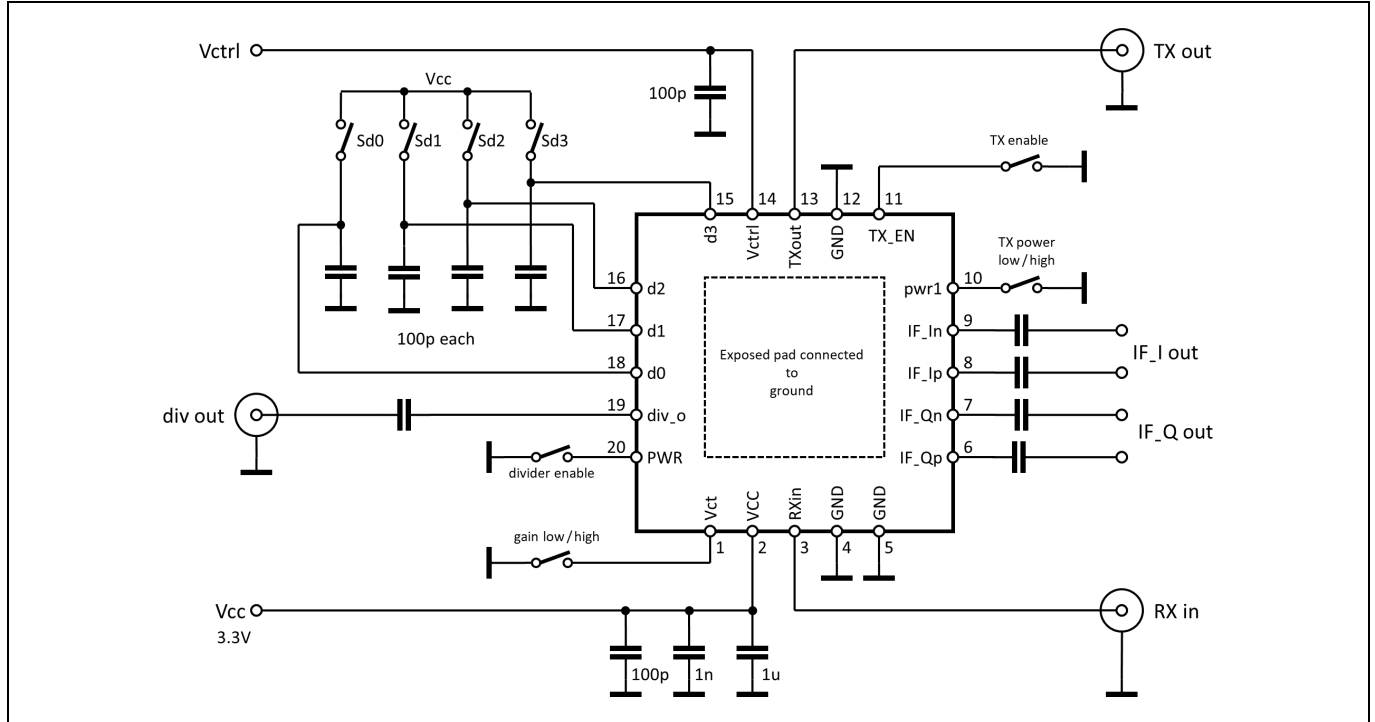 Vctrl
TX out
Vcc
100p
Sd0
Sd1
Sd2
Sd3
TX enable
15
14
13
12
11
d3
Vctrl
TXout
GND
TX_EN
TX power
low / high
16
d2
pwr1
10
17
d1
IF_In
9
100p each
IF_I out
Exposed pad connected
to
ground
18
d0
IF_Ip
8
div out
19
div_o
IF_Qn
7
IF_Q out
20
PWR
IF_Qp
6
divider enable
Vct
VCC
RXin
GND
GND
gain low / high
1
2
3
4
5
Vcc
3.3V
RX in
100p
1n
1u